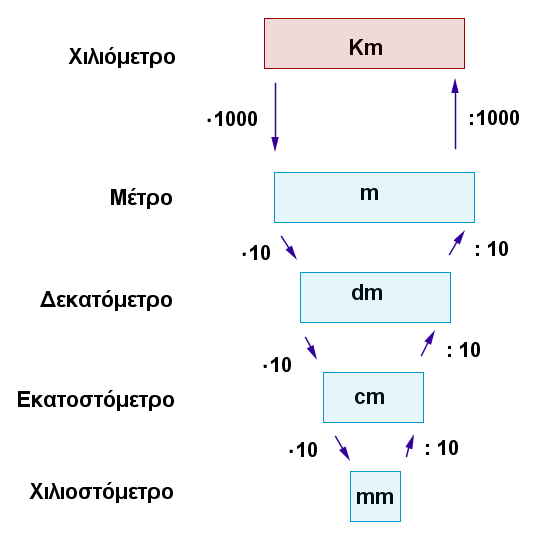 Χιλιόμετρο
Km
·1000
:1000
Μέτρο
m
·10
: 10
Δεκατόμετρο
dm
·10
: 10
Εκατοστόμετρο
cm
·10
: 10
Χιλιοστόμετρο
mm